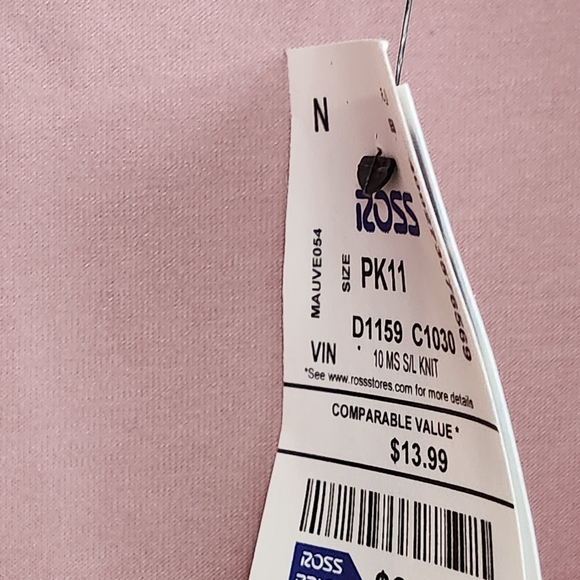 N
ROSS
MAUVE054
SIZE
PK11
D1159 C1030
VIN
10 MS S/L KNIT
*See www.rossstores.com for more details
COMPARABLE VALUE *
$13.99
ROSS